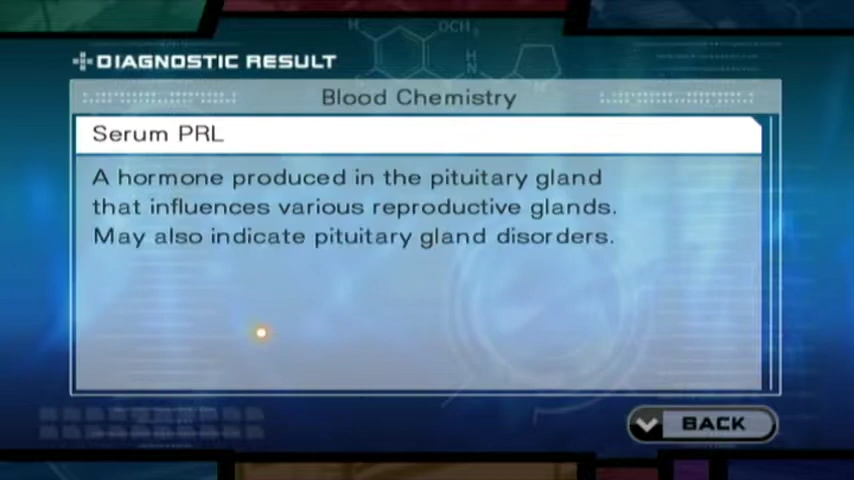 H
OCH
H
N
DIAGNOSTIC RESULT
Blood Chemistry
Serum PRL
A hormone produced in the pituitary gland
that influences various reproductive glands.
May also indicate pituitary gland disorders.
BACK